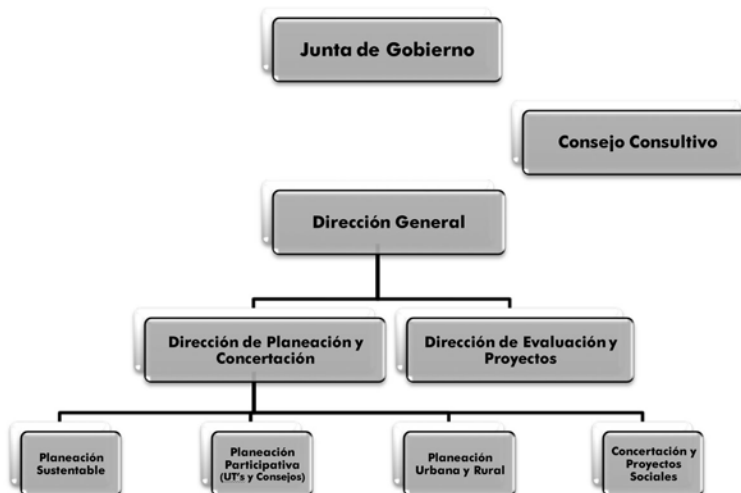 Junta de Gobierno
Consejo Consultivo
Dirección General
Dirección de Planeación y
Concertación
Dirección de Evaluación y
Proyectos
Planeación
Sustentable
Planeación
Participativa
(UT's y Consejos)
Planeación
Urbana y Rural
Concertación y
Proyectos
Sociales